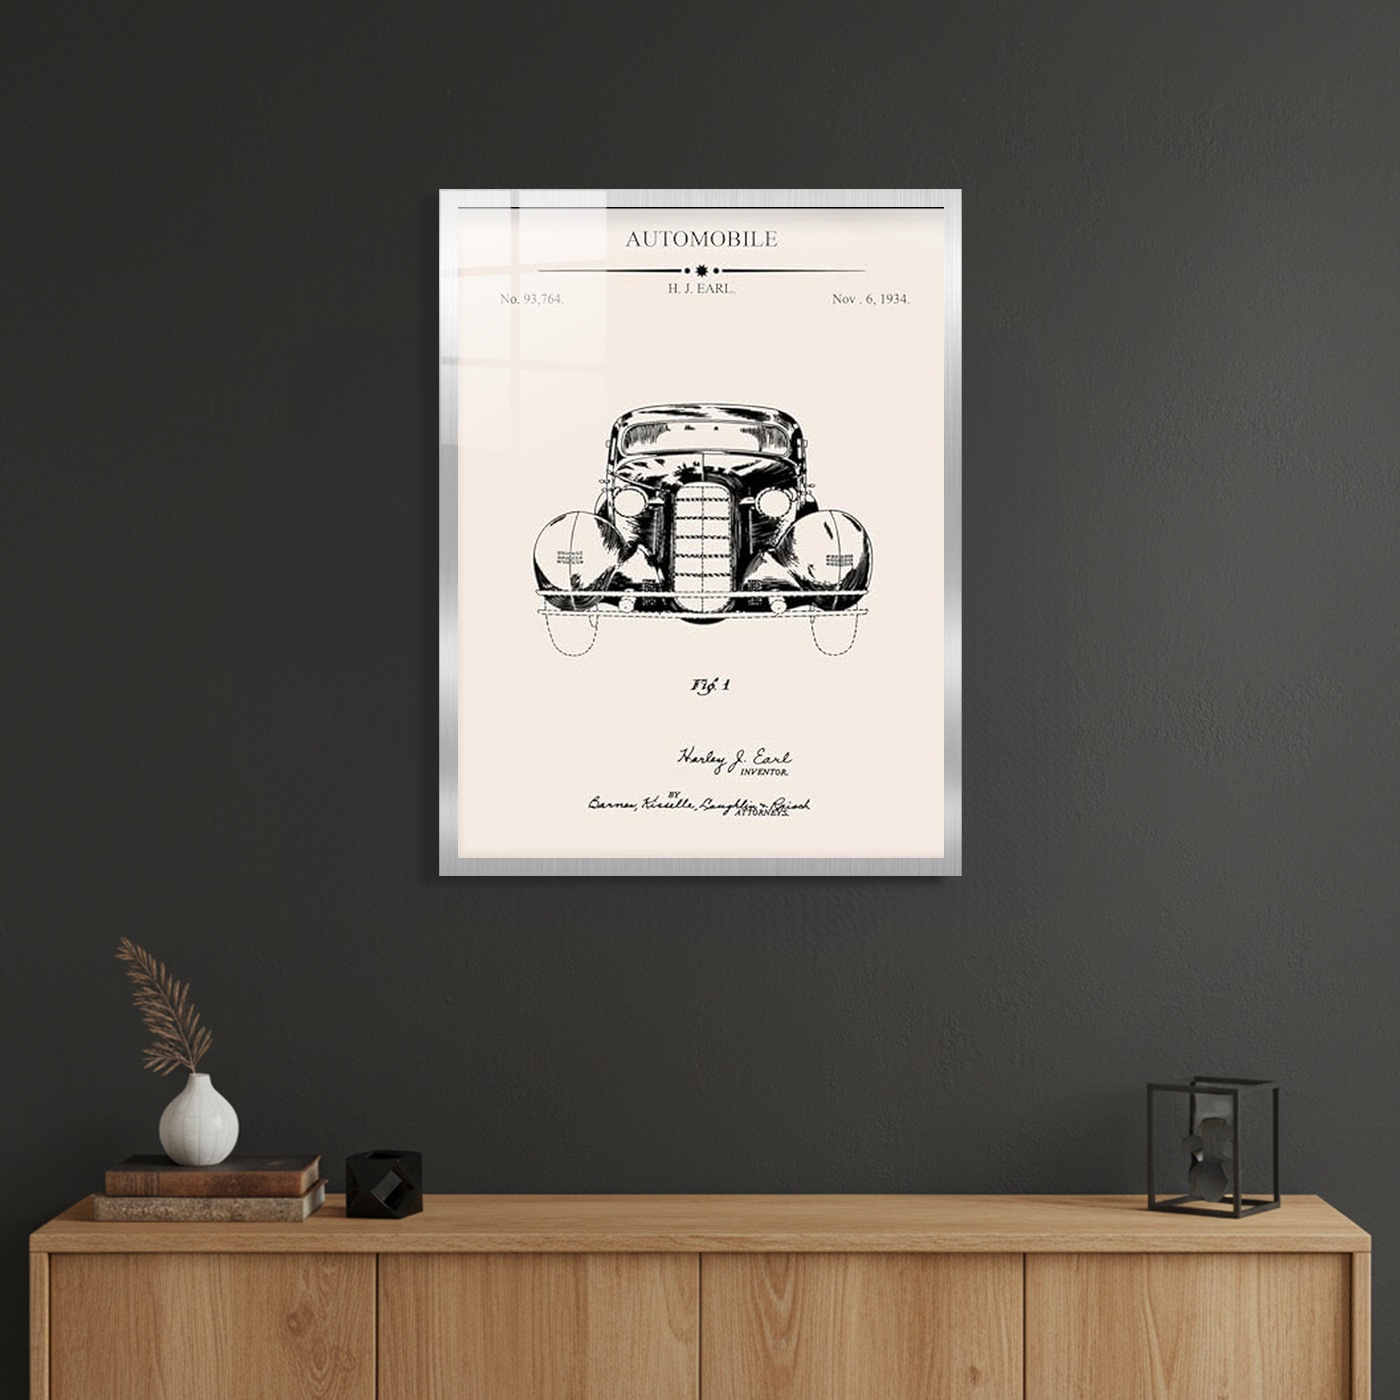 AUTOMOBILE
H. J. EARL.
No. 93,764.
Nov . 6, 1934.
Fig. 1
Harley J. Earl
INVENTOR.
BY
Barnes, Kisselle, Laughlin & Raisch
ATTORNEYS.